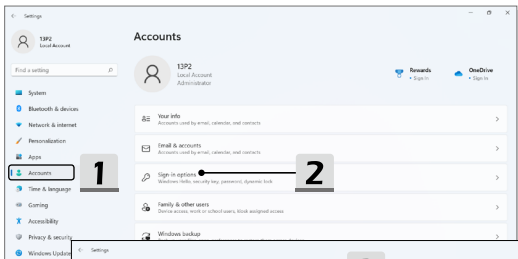 Settings
13P2
Local Account
Find a setting
System
Bluetooth & devices
Network & internet
Personalization
Apps
Accounts
Time & language
Gaming
Accessibility
Privacy & security
Windows Update
1
Accounts
13P2
Local Account
Administrator
Rewards
• Sign in
OneDrive
• Sign in
Your info
Accounts used by email, calendar, and contacts
Email & accounts
Accounts used by email, calendar, and contacts
Sign in options
Windows Hello, security key, password, dynamic lock
2
Family & other users
Device access, work or school users, kiosk assigned access
Windows backup
Settings